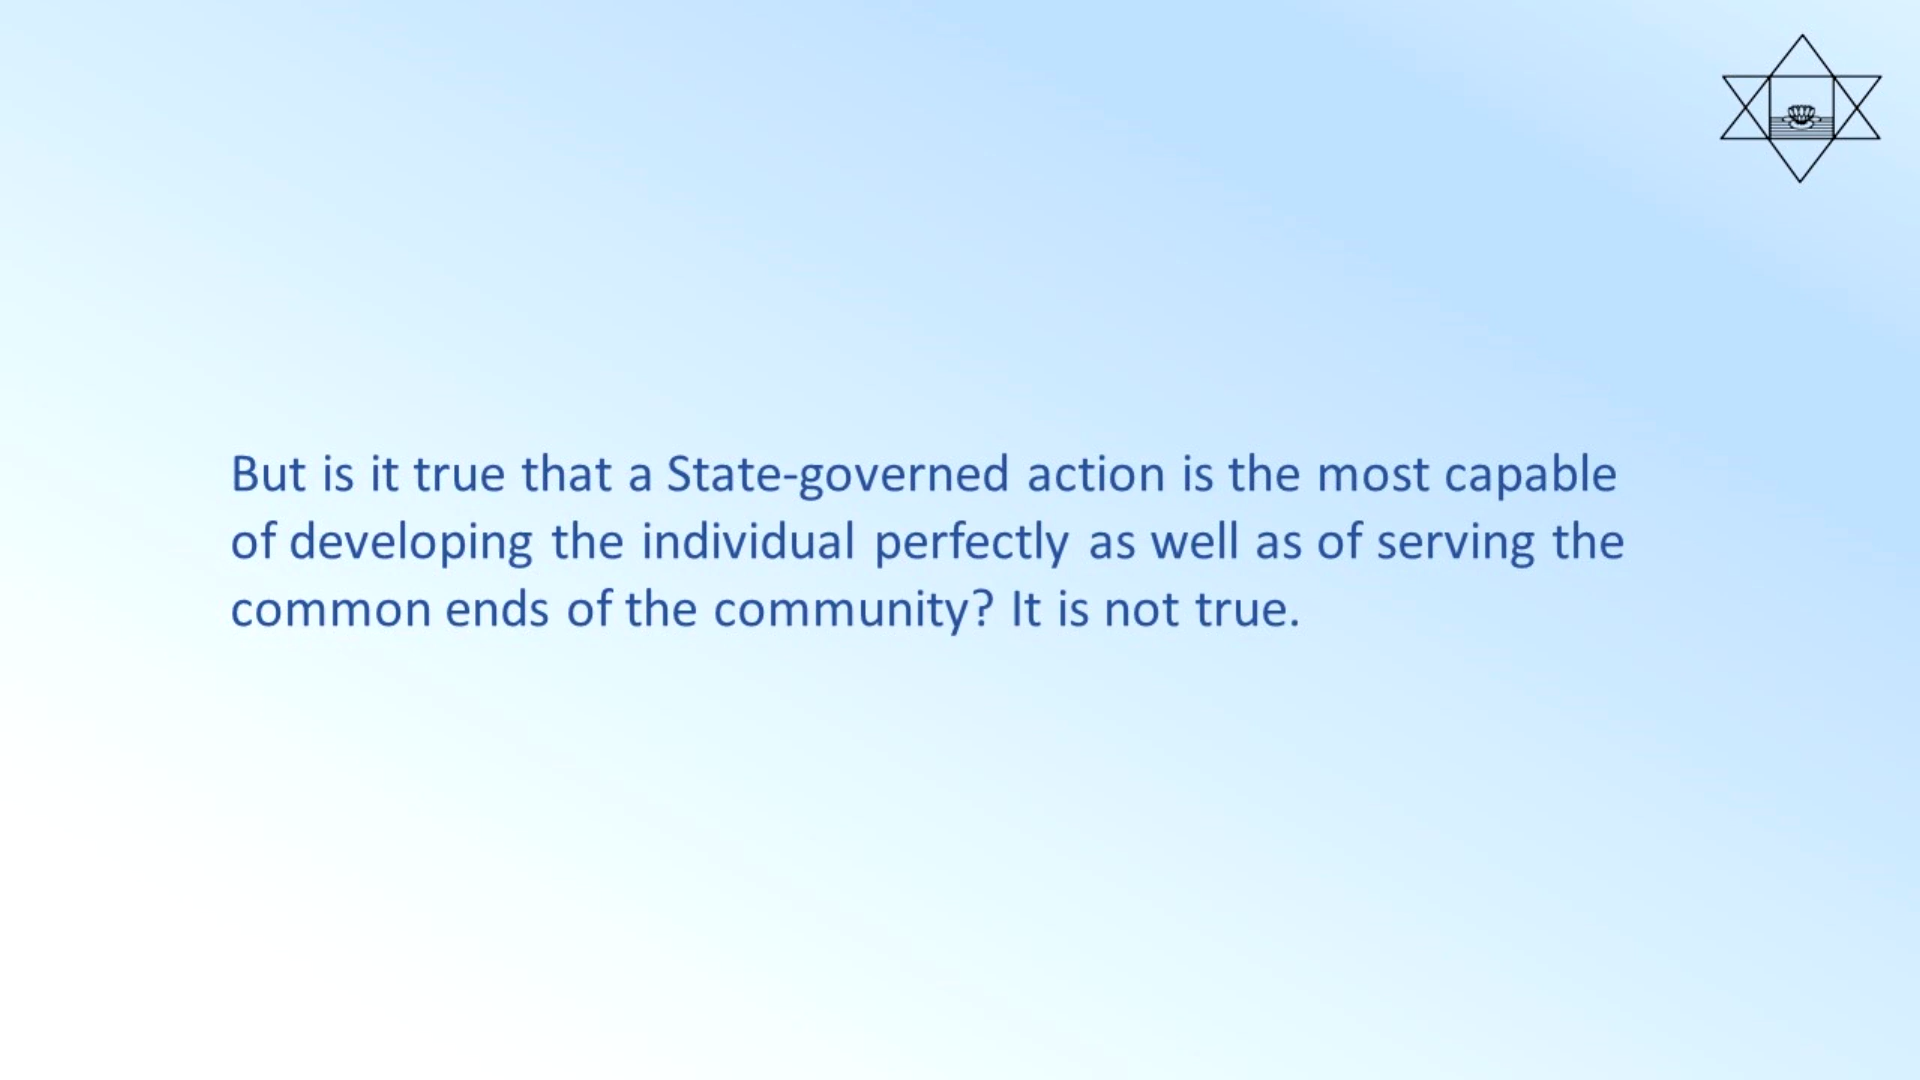 But is it true that a State-governed action is the most capable
of developing the individual perfectly as well as of serving the
common ends of the community? It is not true.